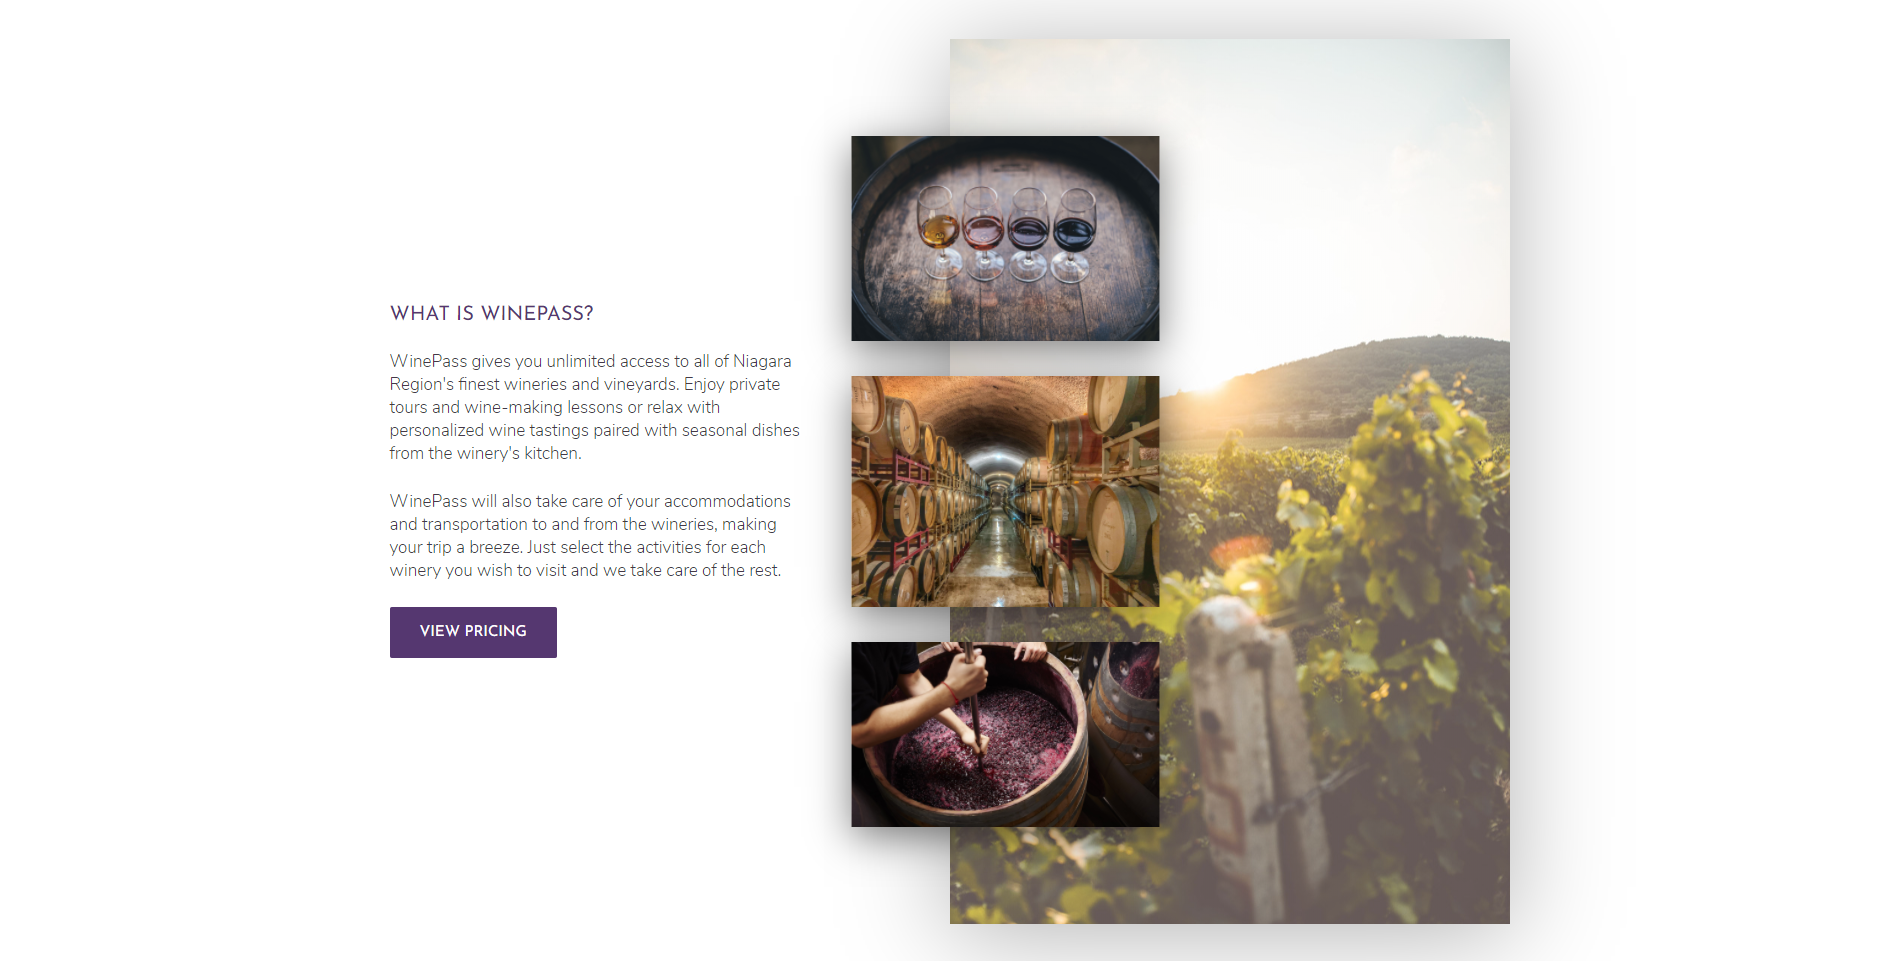 WHAT IS WINEPASS?
WinePass gives you unlimited access to all of Niagara
Region's finest wineries and vineyards. Enjoy private
tours and wine-making lessons or relax with
personalized wine tastings paired with seasonal dishes
from the winery's kitchen.
WinePass will also take care of your accommodations
and transportation to and from the wineries, making
your trip a breeze. Just select the activities for each
winery you wish to visit and we take care of the rest.
VIEW PRICING